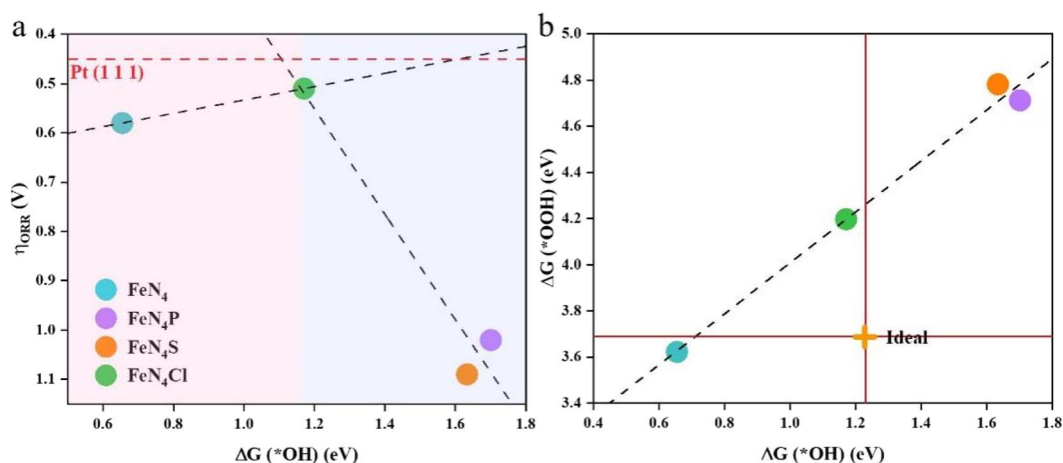 a
0.4
0.5
0.6
0.7
0.8
0.9
1.0
1.1
η_ORR (V)
Pt (1 1 1)
FeN₄
FeN₄P
FeN₄S
FeN₄Cl
0.6 0.8 1.0 1.2 1.4 1.6 1.8
ΔG (*OH) (eV)
b
5.0
4.8
4.6
4.4
4.2
4.0
3.8
3.6
3.4
ΔG (*OOH) (eV)
Ideal
0.4 0.6 0.8 1.0 1.2 1.4 1.6 1.8
ΔG (*OH) (eV)